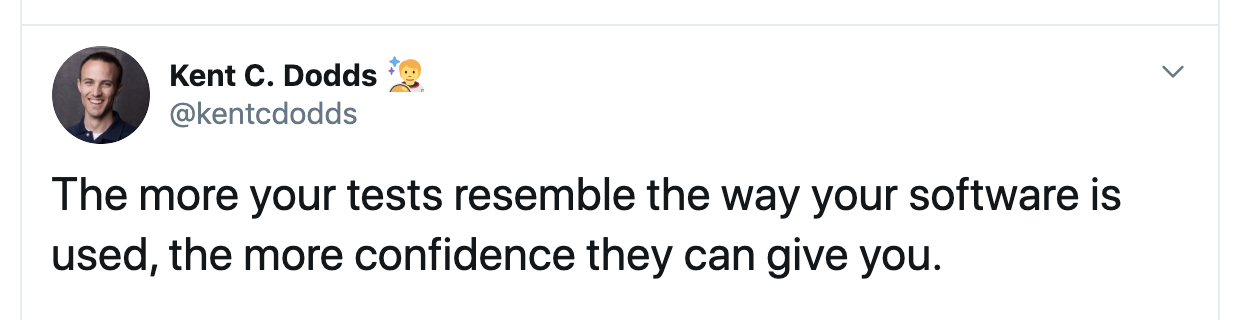 Kent C. Dodds
@kentcdodds
The more your tests resemble the way your software is
used, the more confidence they can give you.